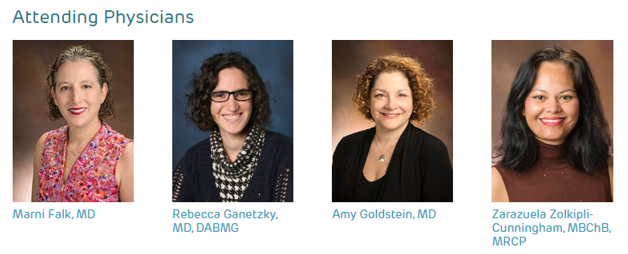 Attending Physicians
Marni Falk, MD
Rebecca Ganetzky,
MD, DABMG
Amy Goldstein, MD
Zarazuela Zolkipli-
Cunningham, MBChB,
MRCP